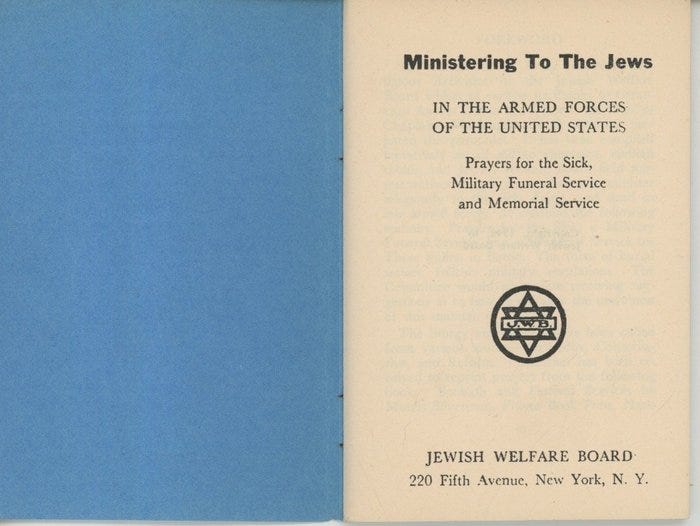 Ministering To The Jews
IN THE ARMED FORCES
OF THE UNITED STATES
Prayers for the Sick,
Military Funeral Service
and Memorial Service
J.W.B.
JEWISH WELFARE BOARD
220 Fifth Avenue, New York, N. Y.